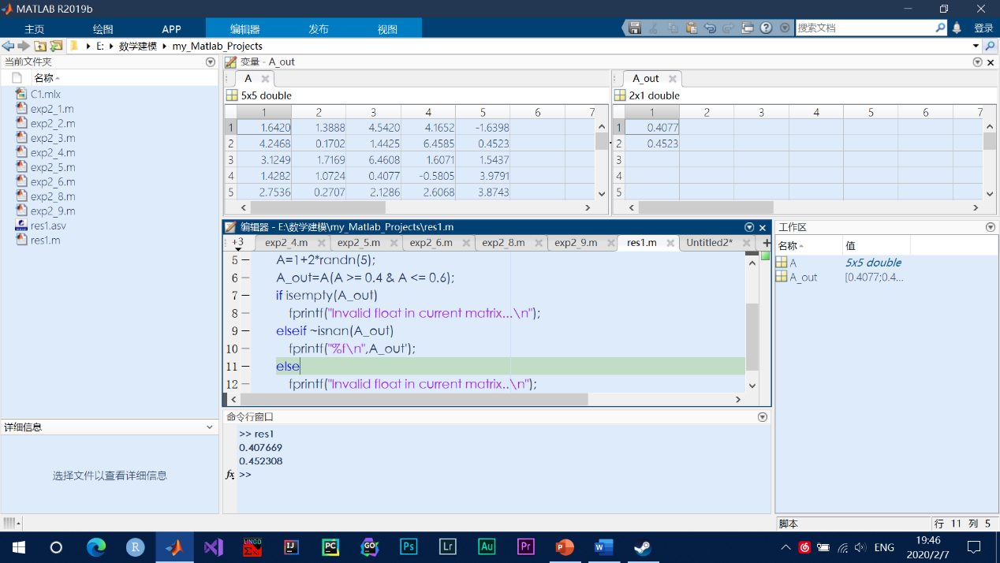 MATLAB R2019b
主页 绘图 APP 编辑器 发布 视图 搜索文档 登录
E: 数学建模 my_Matlab_Projects
当前文件夹
名称
C1.mlx
exp2_1.m
exp2_2.m
exp2_3.m
exp2_4.m
exp2_5.m
exp2_6.m
exp2_8.m
exp2_9.m
res1.asv
res1.m
详细信息
选择文件以查看详细信息
变量 - A_out
A
5x5 double
1 2 3 4 5 6 7
1 1.6420 1.3888 4.5420 4.1652 -1.6398
2 4.2468 0.1702 1.4425 6.4585 0.4523
3 3.1249 1.7169 6.4608 1.6071 1.5437
4 1.4282 1.0724 0.4077 -0.5805 3.9791
5 2.7536 0.2707 2.1286 2.6068 3.8743
A_out
2x1 double
1 2 3 4 5 6 7
1 0.4077
2 0.4523
3
4
5
编辑器 - E:\数学建模\my_Matlab_Projects\res1.m
+3 exp2_4.m exp2_5.m exp2_6.m exp2_8.m exp2_9.m res1.m Untitled2*
5 – A=1+2*randn(5);
6 – A_out=A(A >= 0.4 & A <= 0.6);
7 – if isempty(A_out)
8 – fprintf("Invalid float in current matrix...\n");
9 – elseif ~isnan(A_out)
10 – fprintf("%f\n",A_out');
11 – else
12 – fprintf("Invalid float in current matrix..\n");
命令行窗口
>> res1
0.407669
0.452308
fx >>
工作区
名称 值
A 5x5 double
A_out [0.4077;0.4...
脚本 行 11 列 5
R LINGO IJ PC GO Ps Lr Au Pr P W ENG
19:46
2020/2/7